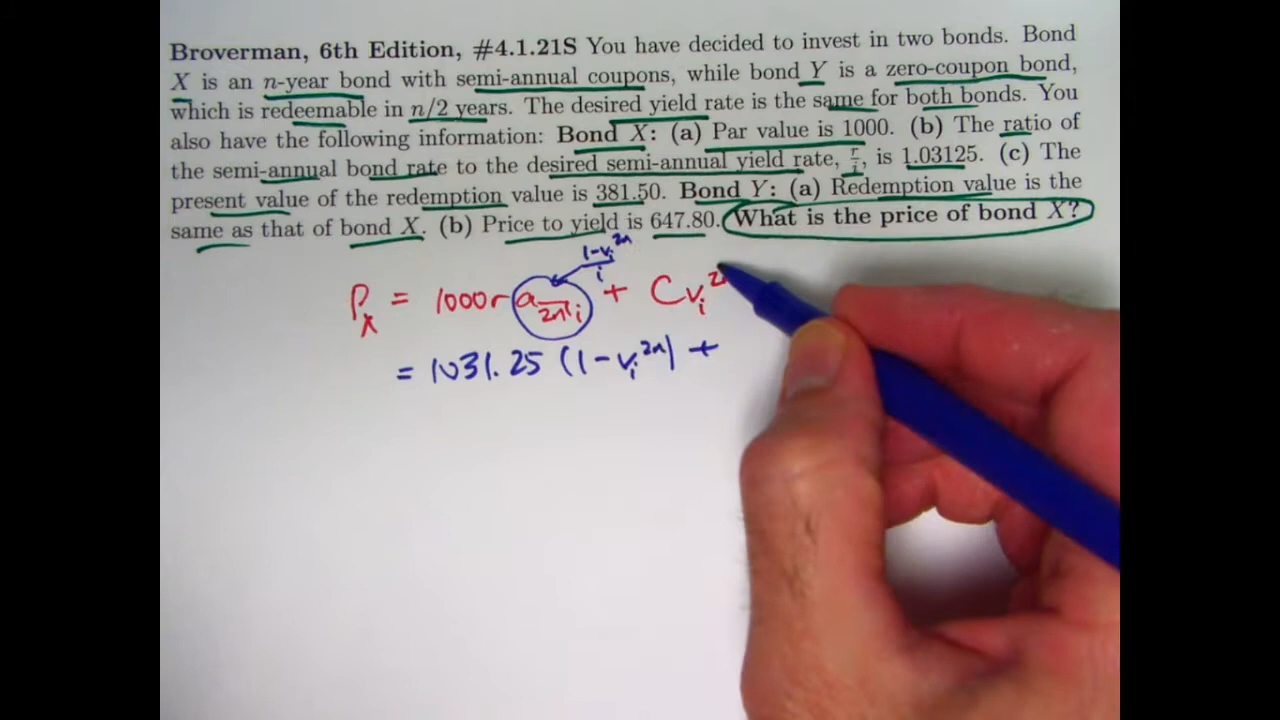 Broverman, 6th Edition, #4.1.21S You have decided to invest in two bonds. Bond
X is an n-year bond with semi-annual coupons, while bond Y is a zero-coupon bond,
which is redeemable in n/2 years. The desired yield rate is the same for both bonds. You
also have the following information: Bond X: (a) Par value is 1000. (b) The ratio of
the semi-annual bond rate to the desired semi-annual yield rate, r/i, is 1.03125. (c) The
present value of the redemption value is 381.50. Bond Y: (a) Redemption value is the
same as that of bond X. (b) Price to yield is 647.80. What is the price of bond X?
1-v_i^2n / i
P_X = 1000r a_2n|i + C v_i^2n
= 1031.25 (1-v_i^2n) +